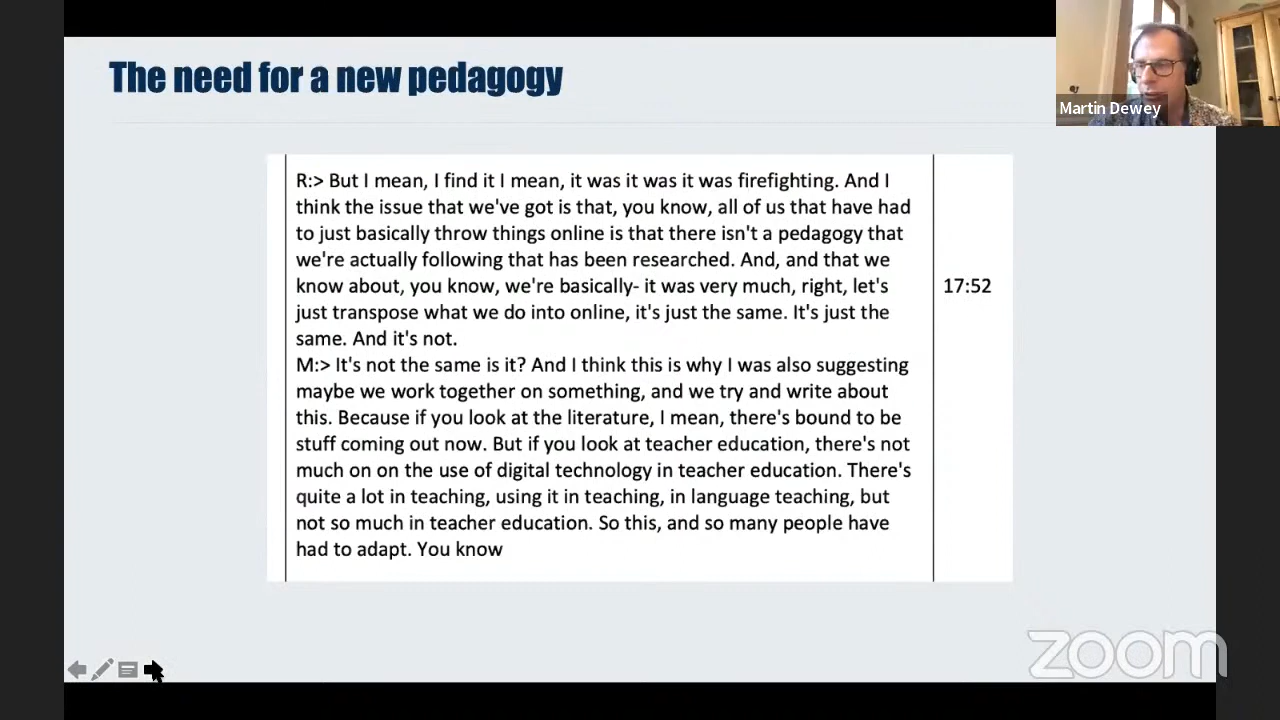 The need for a new pedagogy
Martin Dewey
R:> But I mean, I find it I mean, it was it was it was firefighting. And I
think the issue that we've got is that, you know, all of us that have had
to just basically throw things online is that there isn't a pedagogy that
we're actually following that has been researched. And, and that we
know about, you know, we're basically- it was very much, right, let's
just transpose what we do into online, it's just the same. It's just the
same. And it's not.
M:> It's not the same is it? And I think this is why I was also suggesting
maybe we work together on something, and we try and write about
this. Because if you look at the literature, I mean, there's bound to be
stuff coming out now. But if you look at teacher education, there's not
much on on the use of digital technology in teacher education. There's
quite a lot in teaching, using it in teaching, in language teaching, but
not so much in teacher education. So this, and so many people have
had to adapt. You know
17:52
zoom